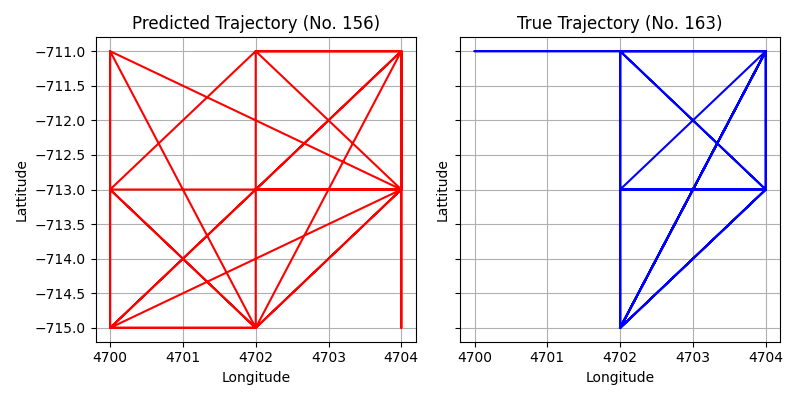 Predicted Trajectory (No. 156)
True Trajectory (No. 163)
−711.0
−711.5
−712.0
−712.5
−713.0
−713.5
−714.0
−714.5
−715.0
Lattitude
Lattitude
4700 4701 4702 4703 4704
4700 4701 4702 4703 4704
Longitude
Longitude